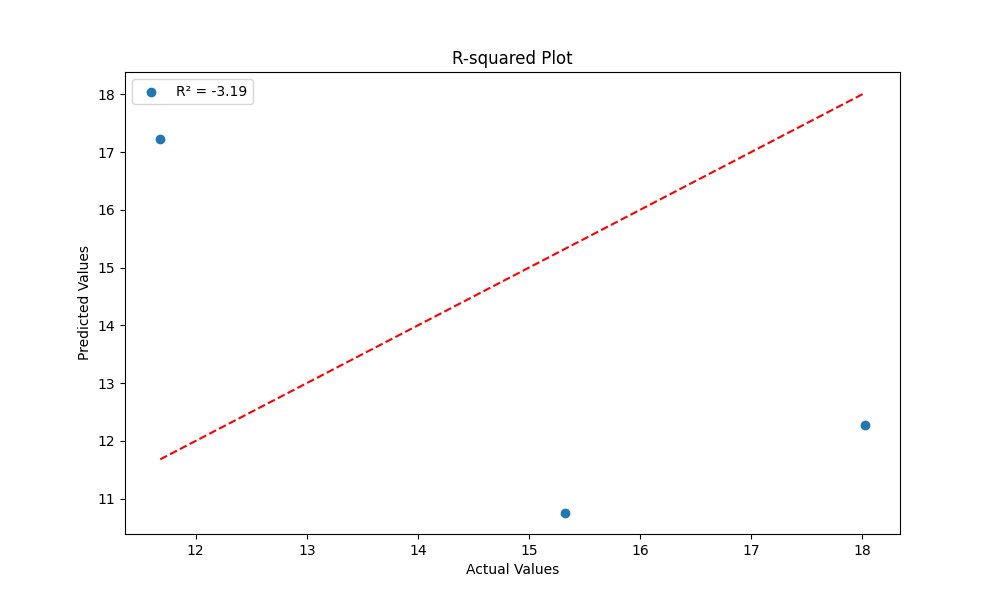 R-squared Plot
R² = -3.19
18
17
16
15
14
13
12
11
Predicted Values
12 13 14 15 16 17 18
Actual Values